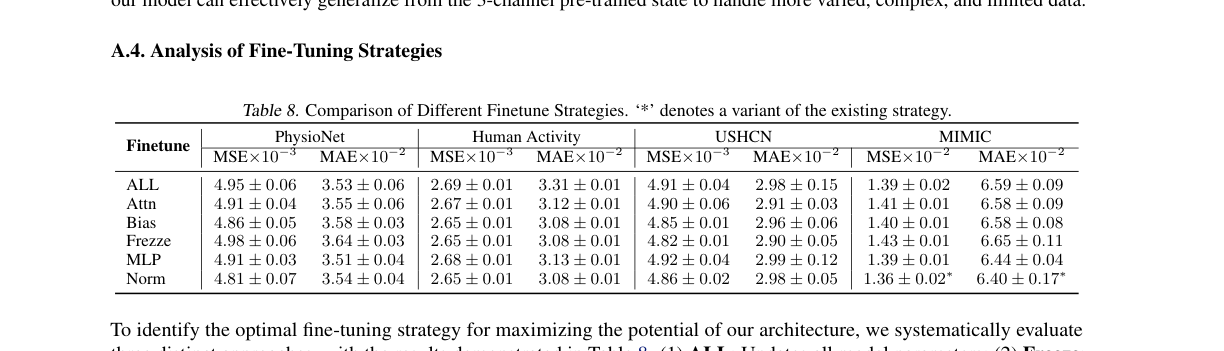 our model can effectively generalize from the 3-channel pre-trained state to handle more varied, complex, and limited data.
A.4. Analysis of Fine-Tuning Strategies
Table 8. Comparison of Different Finetune Strategies. ‘*’ denotes a variant of the existing strategy.
Finetune PhysioNet Human Activity USHCN MIMIC
MSE×10⁻³ MAE×10⁻² MSE×10⁻³ MAE×10⁻² MSE×10⁻³ MAE×10⁻² MSE×10⁻² MAE×10⁻²
ALL 4.95 ± 0.06 3.53 ± 0.06 2.69 ± 0.01 3.31 ± 0.01 4.91 ± 0.04 2.98 ± 0.15 1.39 ± 0.02 6.59 ± 0.09
Attn 4.91 ± 0.04 3.55 ± 0.06 2.67 ± 0.01 3.12 ± 0.01 4.90 ± 0.06 2.91 ± 0.03 1.41 ± 0.01 6.58 ± 0.09
Bias 4.86 ± 0.05 3.58 ± 0.03 2.65 ± 0.01 3.08 ± 0.01 4.85 ± 0.01 2.96 ± 0.06 1.40 ± 0.01 6.58 ± 0.08
Frezze 4.98 ± 0.06 3.64 ± 0.03 2.65 ± 0.01 3.08 ± 0.01 4.82 ± 0.01 2.90 ± 0.05 1.43 ± 0.01 6.65 ± 0.11
MLP 4.91 ± 0.03 3.51 ± 0.04 2.68 ± 0.01 3.13 ± 0.01 4.92 ± 0.04 2.99 ± 0.12 1.39 ± 0.01 6.44 ± 0.04
Norm 4.81 ± 0.07 3.54 ± 0.04 2.65 ± 0.01 3.08 ± 0.01 4.86 ± 0.02 2.98 ± 0.05 1.36 ± 0.02* 6.40 ± 0.17*
To identify the optimal fine-tuning strategy for maximizing the potential of our architecture, we systematically evaluate